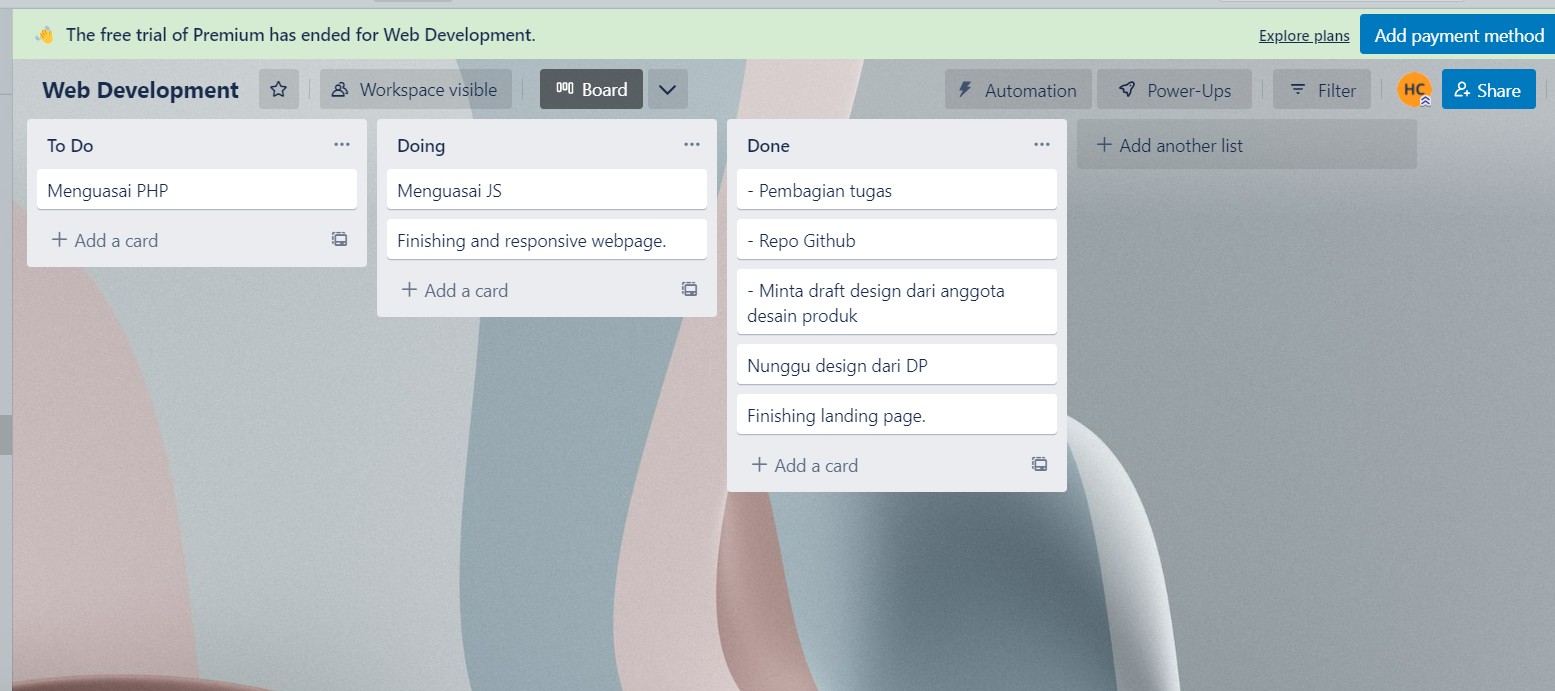 👋 The free trial of Premium has ended for Web Development.
Explore plans
Add payment method
Web Development
Workspace visible
Board
Automation
Power-Ups
Filter
HC
Share
To Do
Menguasai PHP
+ Add a card
Doing
Menguasai JS
Finishing and responsive webpage.
+ Add a card
Done
- Pembagian tugas
- Repo Github
- Minta draft design dari anggota
desain produk
Nunggu design dari DP
Finishing landing page.
+ Add a card
+ Add another list